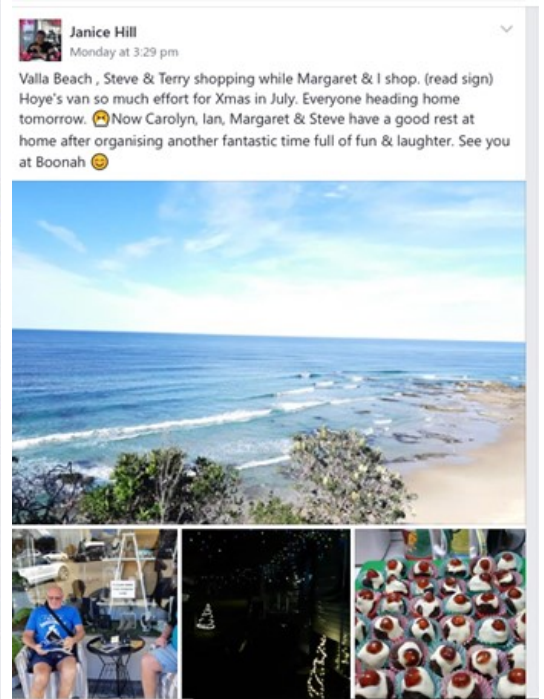 Janice Hill
Monday at 3:29 pm
Valla Beach , Steve & Terry shopping while Margaret & I shop. (read sign)
Hoye's van so much effort for Xmas in July. Everyone heading home
tomorrow. 😷Now Carolyn, Ian, Margaret & Steve have a good rest at
home after organising another fantastic time full of fun & laughter. See you
at Boonah 😊